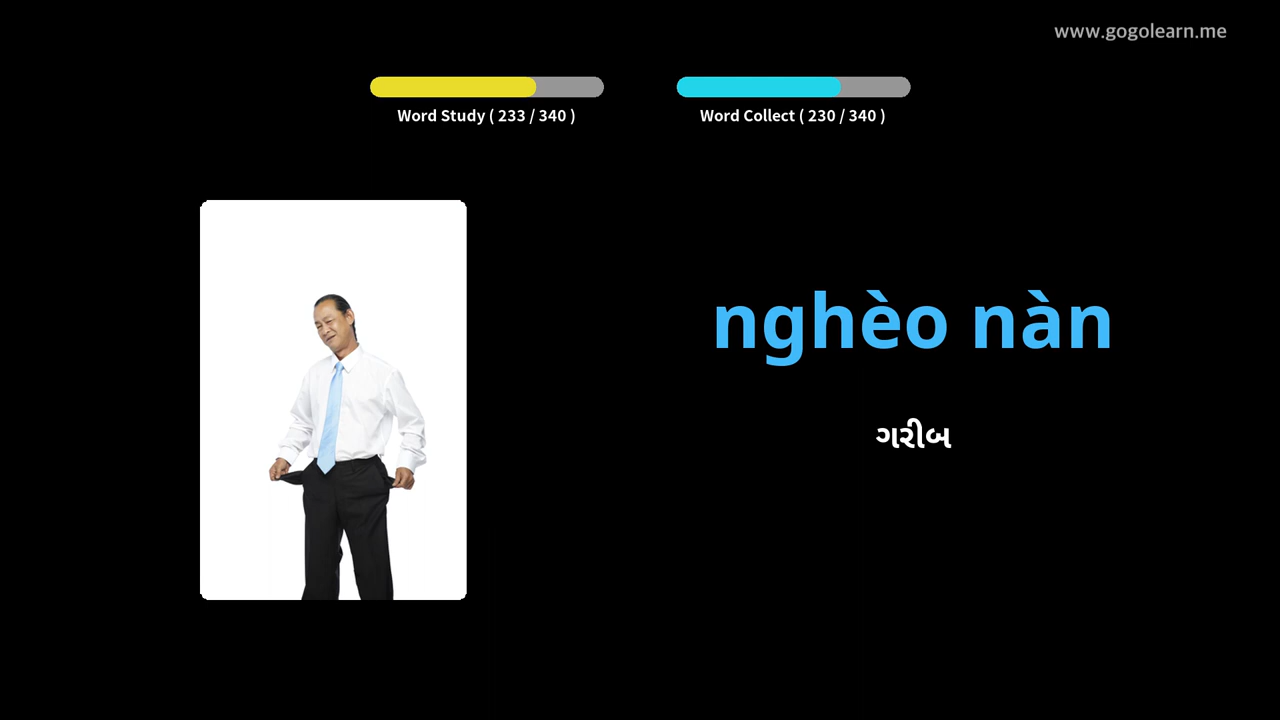 www.gogolearn.me
Word Study ( 233 / 340 )
Word Collect ( 230 / 340 )
nghèo nàn
ગરીબ